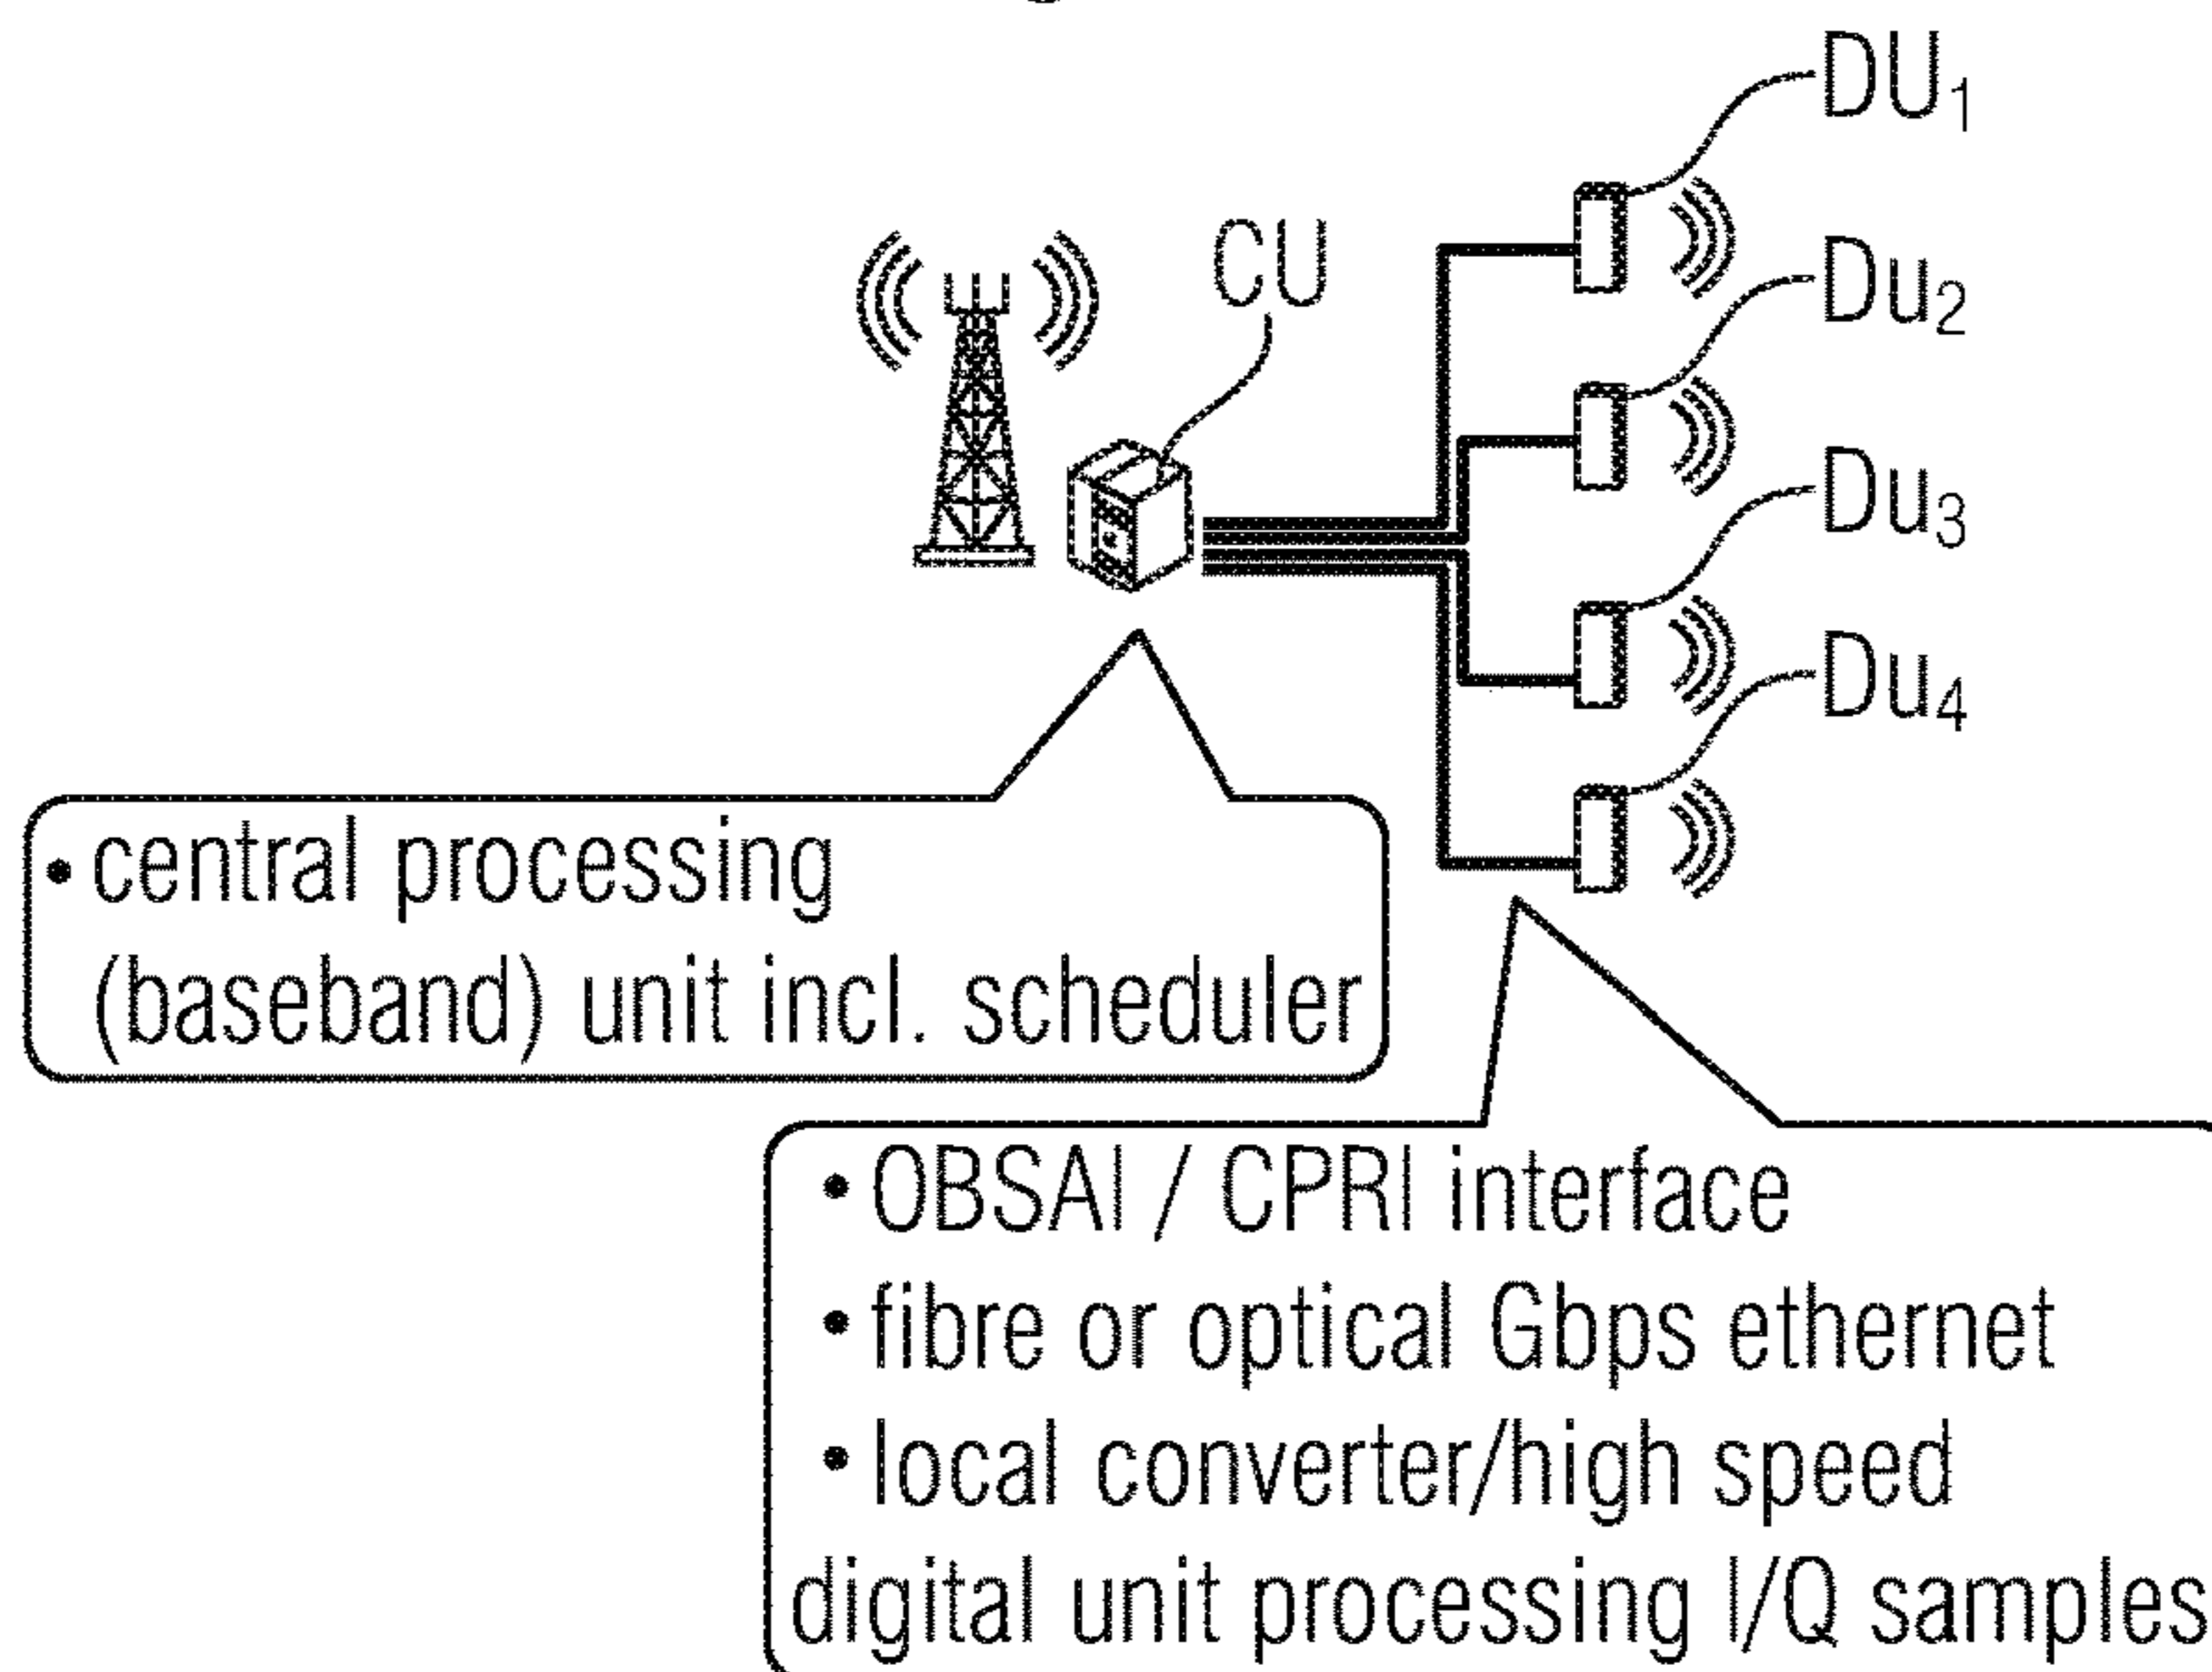 DU₁
CU
Du₂
Du₃
Du₄
• central processing
(baseband) unit incl. scheduler
• OBSAI / CPRI interface
• fibre or optical Gbps ethernet
• local converter/high speed
digital unit processing I/Q samples